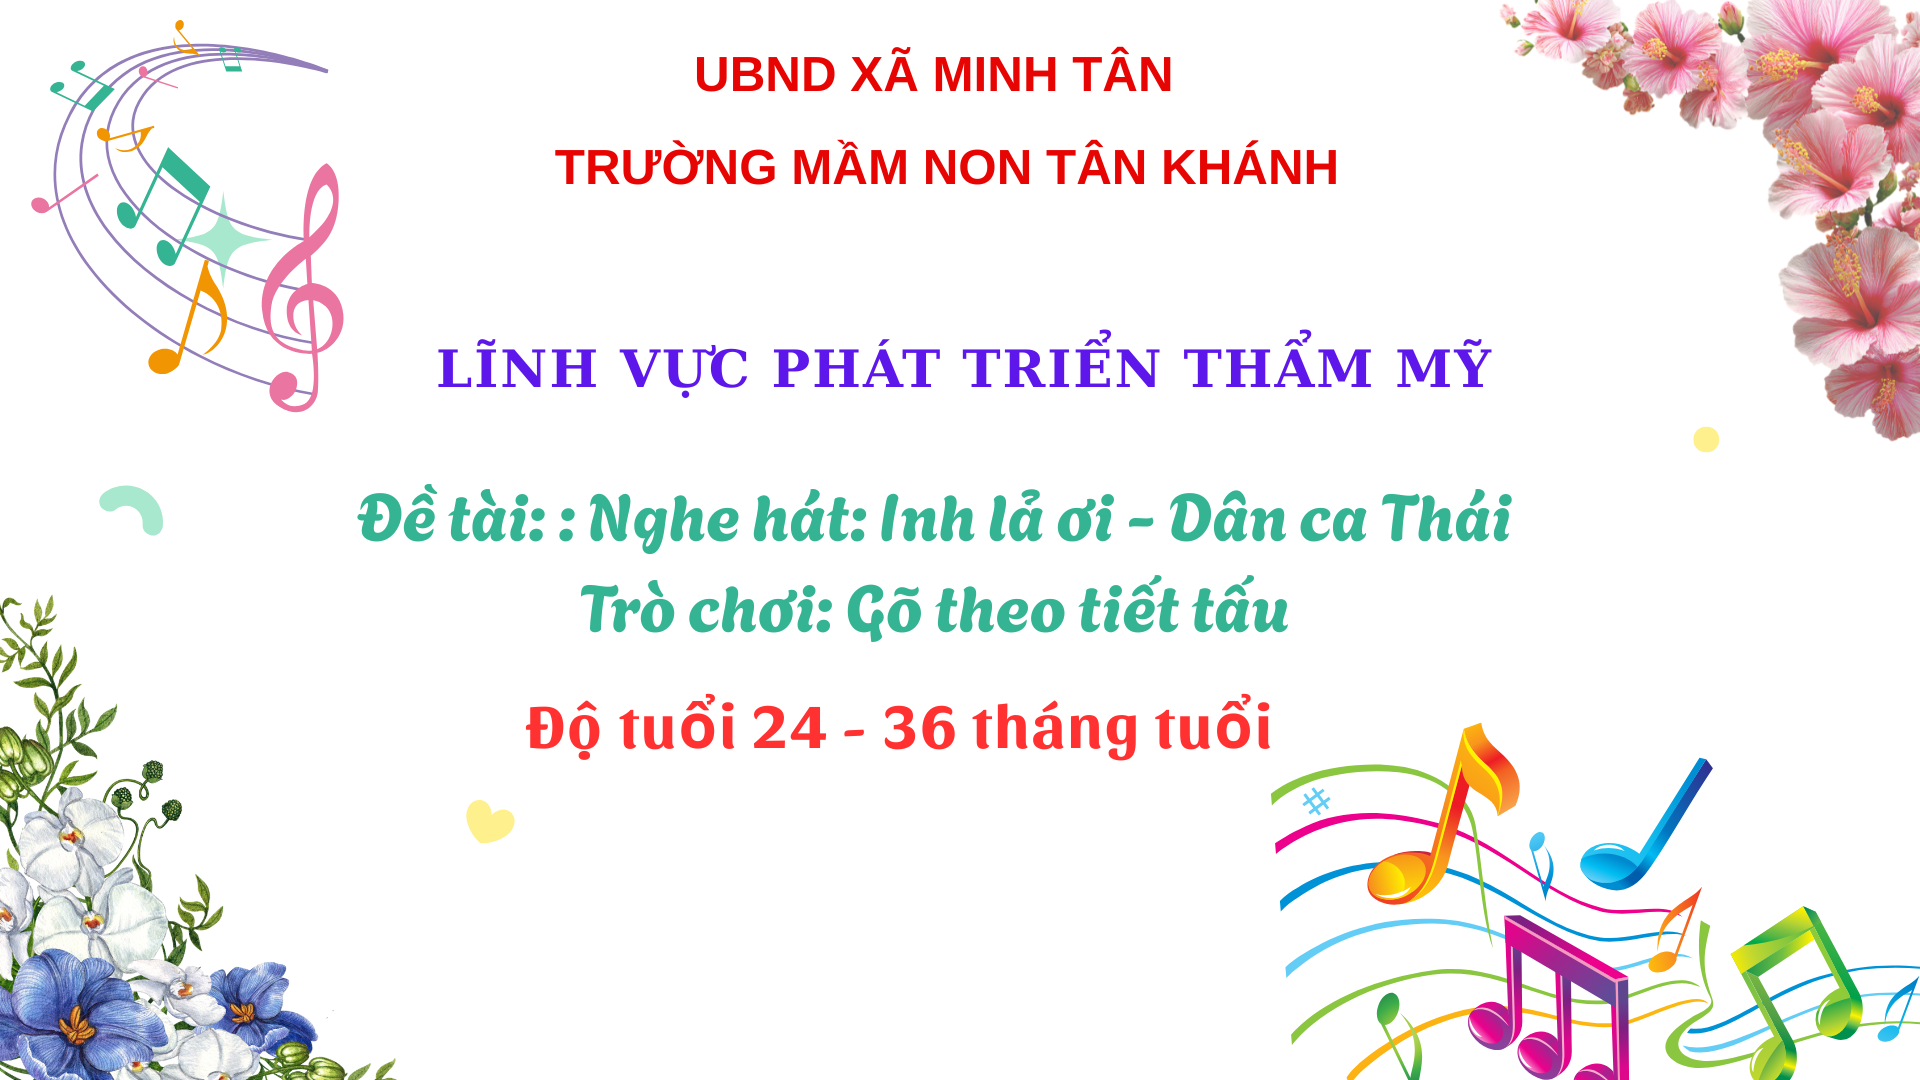 UBND XÃ MINH TÂN
TRƯỜNG MẦM NON TÂN KHÁNH
LĨNH VỰC PHÁT TRIỂN THẨM MỸ
Đề tài: : Nghe hát: Inh lả ơi - Dân ca Thái
Trò chơi: Gõ theo tiết tấu
Độ tuổi 24 - 36 tháng tuổi